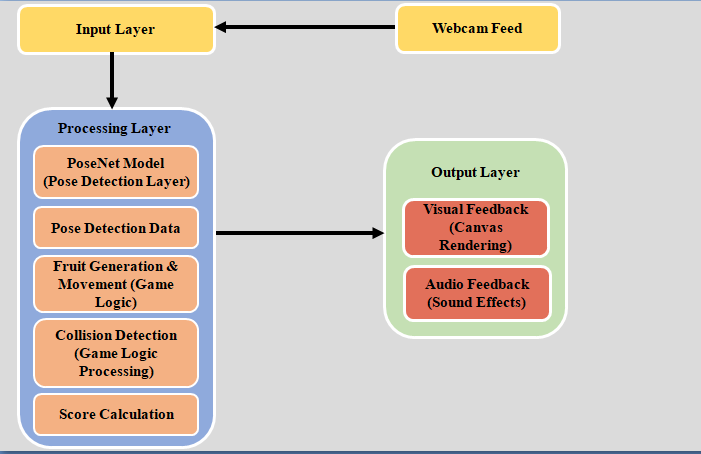 Input Layer
Webcam Feed
Processing Layer
PoseNet Model
(Pose Detection Layer)
Pose Detection Data
Fruit Generation &
Movement (Game
Logic)
Collision Detection
(Game Logic
Processing)
Score Calculation
Output Layer
Visual Feedback
(Canvas
Rendering)
Audio Feedback
(Sound Effects)